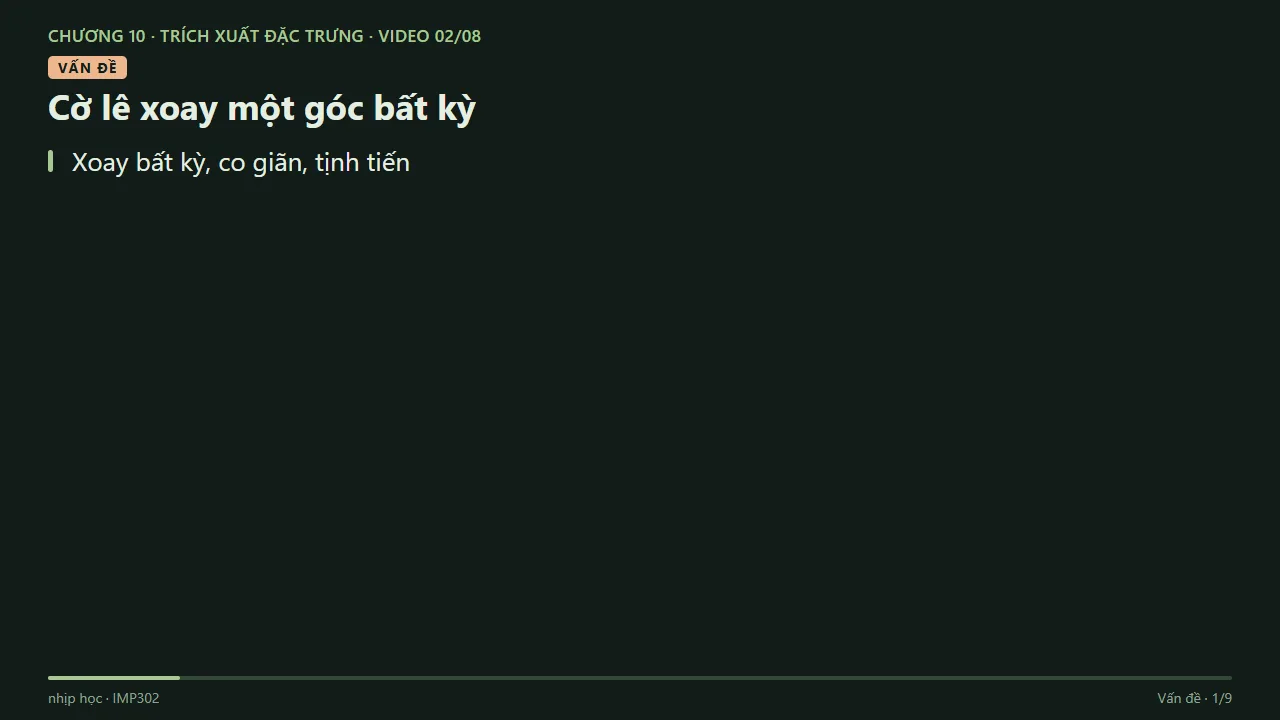 CHƯƠNG 10 · TRÍCH XUẤT ĐẶC TRƯNG · VIDEO 02/08
VẤN ĐỀ
Cờ lê xoay một góc bất kỳ
Xoay bất kỳ, co giãn, tịnh tiến
nhịp học · IMP302
Vấn đề · 1/9